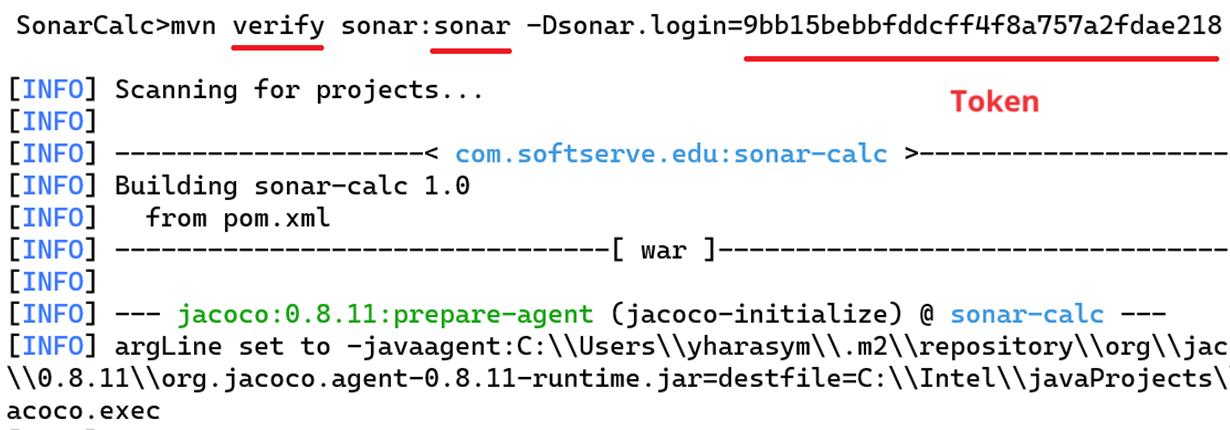 SonarCalc>mvn verify sonar:sonar -Dsonar.login=9bb15bebbfddcff4f8a757a2fdae218
[INFO] Scanning for projects...
Token
[INFO]
[INFO] --------------------< com.softserve.edu:sonar-calc >--------------------
[INFO] Building sonar-calc 1.0
[INFO]   from pom.xml
[INFO] --------------------------------[ war ]---------------------------------
[INFO]
[INFO] --- jacoco:0.8.11:prepare-agent (jacoco-initialize) @ sonar-calc ---
[INFO] argLine set to -javaagent:C:\\Users\\yharasym\\.m2\\repository\\org\\jac
\\0.8.11\\org.jacoco.agent-0.8.11-runtime.jar=destfile=C:\\Intel\\javaProjects\
acoco.exec